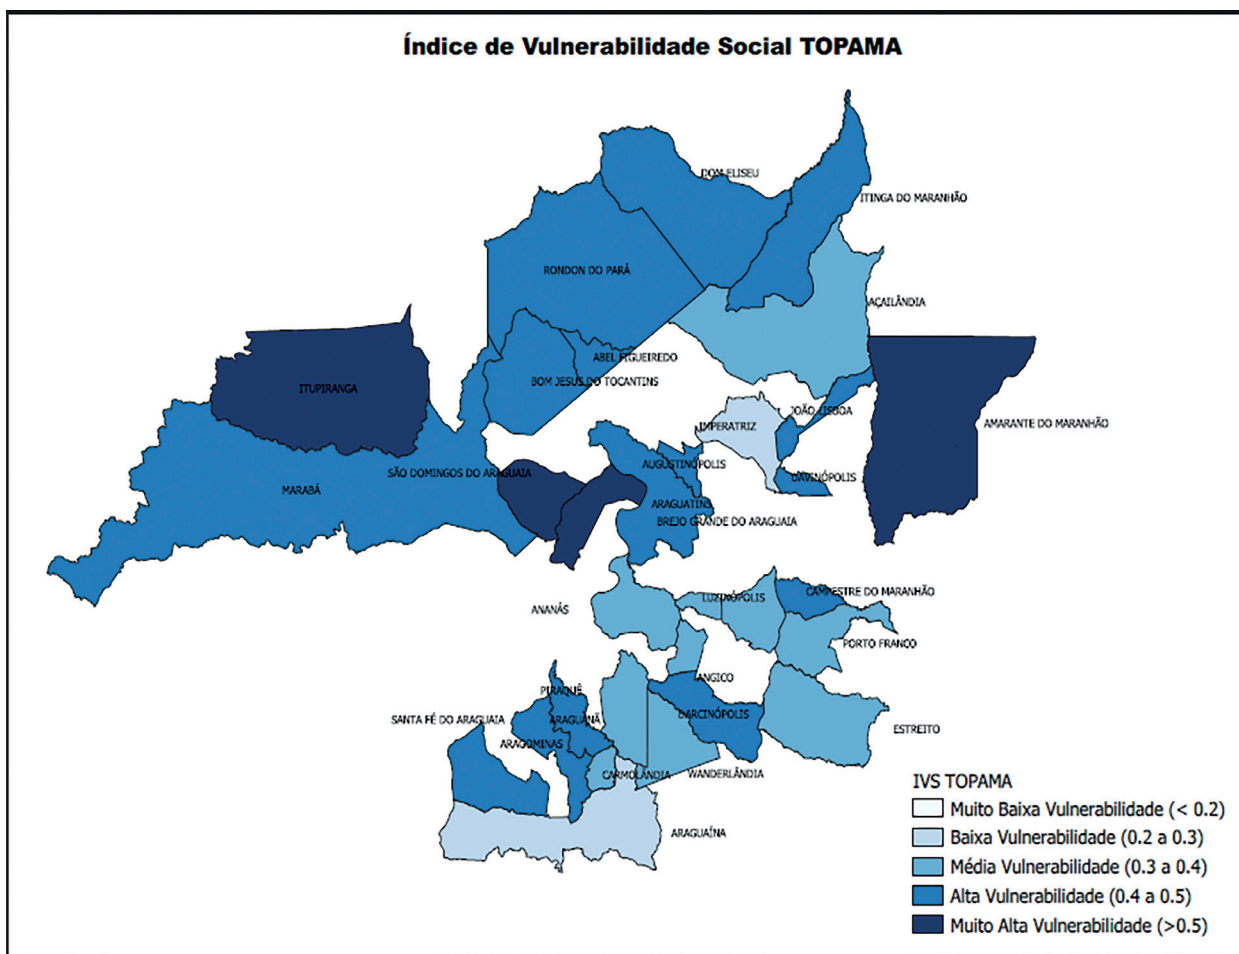 Índice de Vulnerabilidade Social TOPAMA
DOM ELISEU
ITINGA DO MARANHÃO
RONDON DO PARÁ
AÇAILÂNDIA
ABEL FIGUEIREDO
BOM JESUS DO TOCANTINS
ITUPIRANGA
JOÃO LISBOA
IMPERATRIZ
AMARANTE DO MARANHÃO
AUGUSTINÓPOLIS
SÃO DOMINGOS DO ARAGUAIA
DAVINÓPOLIS
MARABÁ
ARAGUATINS
BREJO GRANDE DO ARAGUAIA
CAMPESTRE DO MARANHÃO
LUZINÓPOLIS
ANANÁS
PORTO FRANCO
ANGICO
PIRAQUÊ
DARCINÓPOLIS
SANTA FÉ DO ARAGUAIA
ARAGUANÃ
ESTREITO
ARAGOMINAS
CARMOLÂNDIA
WANDERLÂNDIA
ARAGUAÍNA
IVS TOPAMA
Muito Baixa Vulnerabilidade (< 0.2)
Baixa Vulnerabilidade (0.2 a 0.3)
Média Vulnerabilidade (0.3 a 0.4)
Alta Vulnerabilidade (0.4 a 0.5)
Muito Alta Vulnerabilidade (>0.5)